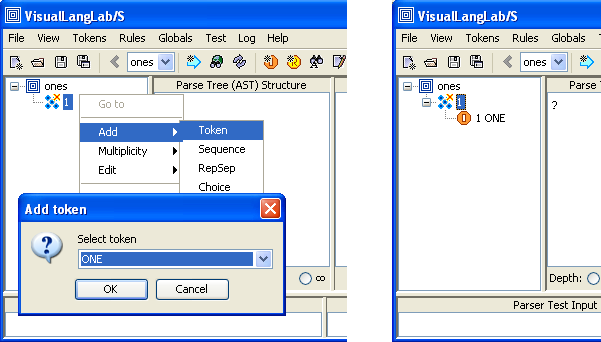 VisualLangLab/S
File View Tokens Rules Globals Test Log Help
ones
ones
1
Parse Tree (AST) Structure
Go to
Add
Multiplicity
Edit
Token
Sequence
RepSep
Choice
Add token
Select token
ONE
OK
Cancel
∞
VisualLangLab/S
File View Tokens Rules Globals Test
ones
ones
1
1 ONE
Parse T
?
Depth:
Parser Test Input